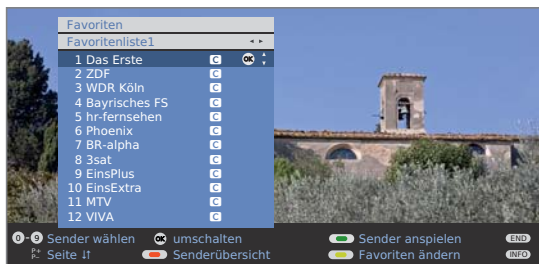 Favoriten
Favoritenliste1
1 Das Erste C OK
2 ZDF C
3 WDR Köln C
4 Bayrisches FS C
5 hr-fernsehen C
6 Phoenix C
7 BR-alpha C
8 3sat C
9 EinsPlus C
10 EinsExtra C
11 MTV C
12 VIVA C
0-9 Sender wählen OK umschalten Sender anspielen END
P+ P– Seite ↓↑ Senderübersicht Favoriten ändern INFO